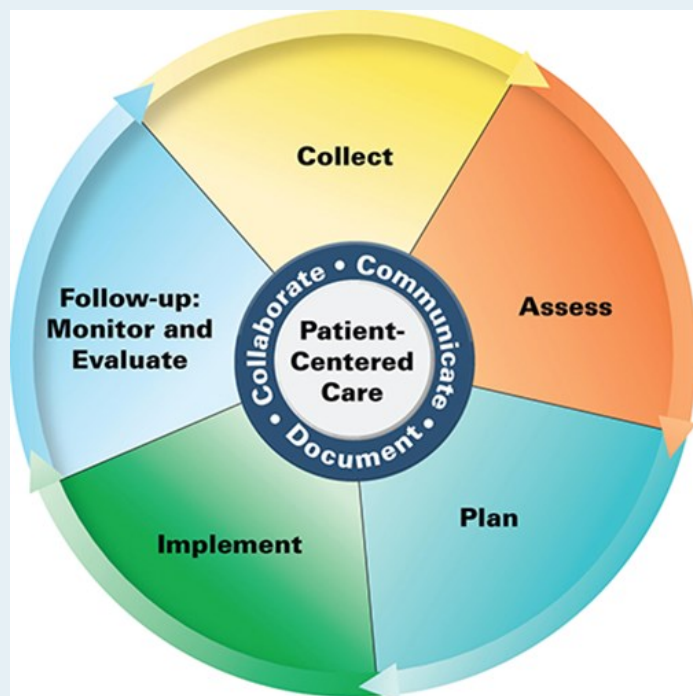 Collect
Assess
Plan
Implement
Follow-up:
Monitor and
Evaluate
Collaborate • Communicate • Document •
Patient-
Centered
Care